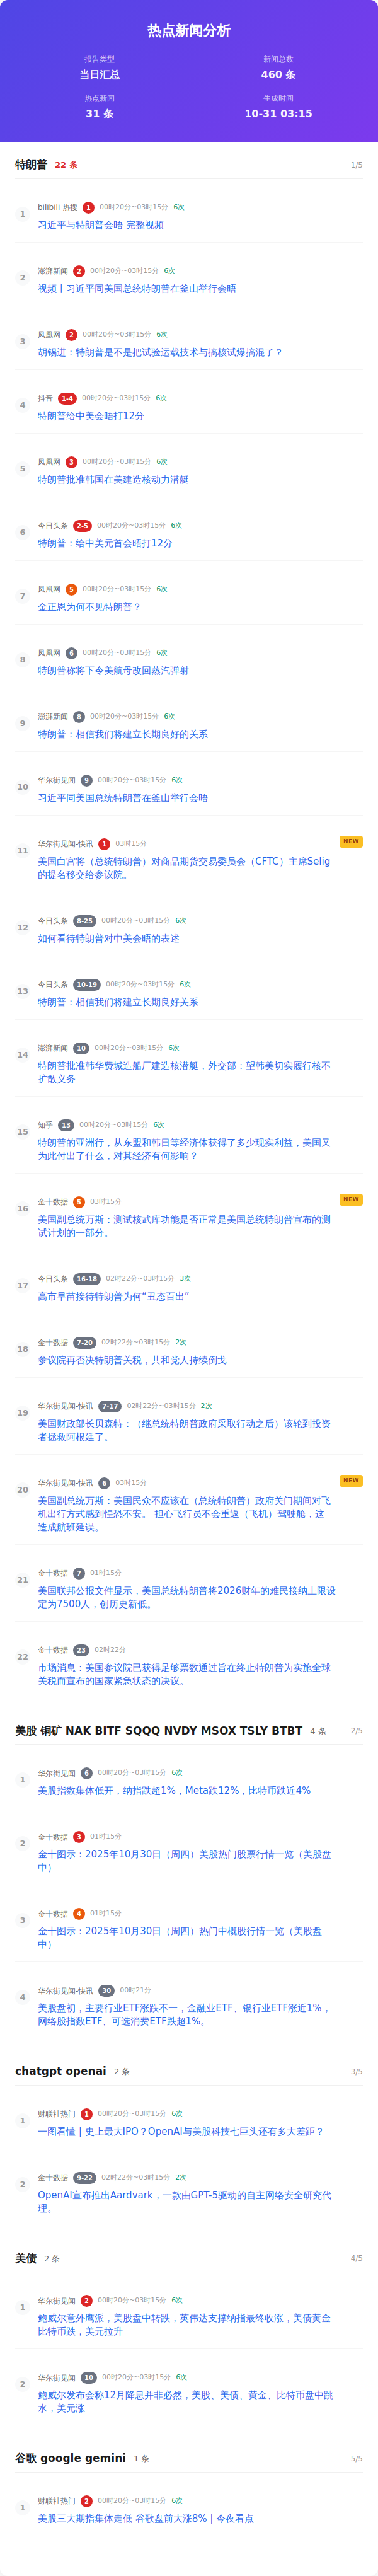 热点新闻分析
报告类型
当日汇总
新闻总数
460 条
热点新闻
31 条
生成时间
10-31 03:15
特朗普 22 条 1/5
1
bilibili 热搜 1 00时20分~03时15分 6次
习近平与特朗普会晤 完整视频
2
澎湃新闻 2 00时20分~03时15分 6次
视频丨习近平同美国总统特朗普在釜山举行会晤
3
凤凰网 2 00时20分~03时15分 6次
胡锡进：特朗普是不是把试验运载技术与搞核试爆搞混了？
4
抖音 1-4 00时20分~03时15分 6次
特朗普给中美会晤打12分
5
凤凰网 3 00时20分~03时15分 6次
特朗普批准韩国在美建造核动力潜艇
6
今日头条 2-5 00时20分~03时15分 6次
特朗普：给中美元首会晤打12分
7
凤凰网 5 00时20分~03时15分 6次
金正恩为何不见特朗普？
8
凤凰网 6 00时20分~03时15分 6次
特朗普称将下令美航母改回蒸汽弹射
9
澎湃新闻 8 00时20分~03时15分 6次
特朗普：相信我们将建立长期良好的关系
10
华尔街见闻 9 00时20分~03时15分 6次
习近平同美国总统特朗普在釜山举行会晤
11
华尔街见闻-快讯 1 03时15分 NEW
美国白宫将（总统特朗普）对商品期货交易委员会（CFTC）主席Selig
的提名移交给参议院。
12
今日头条 8-25 00时20分~03时15分 6次
如何看待特朗普对中美会晤的表述
13
今日头条 10-19 00时20分~03时15分 6次
特朗普：相信我们将建立长期良好关系
14
澎湃新闻 10 00时20分~03时15分 6次
特朗普批准韩华费城造船厂建造核潜艇，外交部：望韩美切实履行核不
扩散义务
15
知乎 13 00时20分~03时15分 6次
特朗普的亚洲行，从东盟和韩日等经济体获得了多少现实利益，美国又
为此付出了什么，对其经济有何影响？
16
金十数据 5 03时15分 NEW
美国副总统万斯：测试核武库功能是否正常是美国总统特朗普宣布的测
试计划的一部分。
17
今日头条 16-18 02时22分~03时15分 3次
高市早苗接待特朗普为何“丑态百出”
18
金十数据 7-20 02时22分~03时15分 2次
参议院再否决特朗普关税，共和党人持续倒戈
19
华尔街见闻-快讯 7-17 02时22分~03时15分 2次
美国财政部长贝森特：（继总统特朗普政府采取行动之后）该轮到投资
者拯救阿根廷了。
20
华尔街见闻-快讯 6 03时15分 NEW
美国副总统万斯：美国民众不应该在（总统特朗普）政府关门期间对飞
机出行方式感到惶恐不安。 担心飞行员不会重返（飞机）驾驶舱，这
造成航班延误。
21
金十数据 7 01时15分
美国联邦公报文件显示，美国总统特朗普将2026财年的难民接纳上限设
定为7500人，创历史新低。
22
金十数据 23 02时22分
市场消息：美国参议院已获得足够票数通过旨在终止特朗普为实施全球
关税而宣布的国家紧急状态的决议。
美股 铜矿 NAK BITF SQQQ NVDY MSOX TSLY BTBT 4 条 2/5
1
华尔街见闻 6 00时20分~03时15分 6次
美股指数集体低开，纳指跌超1%，Meta跌12%，比特币跌近4%
2
金十数据 3 01时15分
金十图示：2025年10月30日（周四）美股热门股票行情一览（美股盘
中）
3
金十数据 4 01时15分
金十图示：2025年10月30日（周四）热门中概股行情一览（美股盘
中）
4
华尔街见闻-快讯 30 00时21分
美股盘初，主要行业ETF涨跌不一，金融业ETF、银行业ETF涨近1%，
网络股指数ETF、可选消费ETF跌超1%。
chatgpt openai 2 条 3/5
1
财联社热门 1 00时20分~03时15分 6次
一图看懂 | 史上最大IPO？OpenAI与美股科技七巨头还有多大差距？
2
金十数据 9-22 02时22分~03时15分 2次
OpenAI宣布推出Aardvark，一款由GPT-5驱动的自主网络安全研究代
理。
美债 2 条 4/5
1
华尔街见闻 2 00时20分~03时15分 6次
鲍威尔意外鹰派，美股盘中转跌，英伟达支撑纳指最终收涨，美债黄金
比特币跌，美元拉升
2
华尔街见闻 10 00时20分~03时15分 6次
鲍威尔发布会称12月降息并非必然，美股、美债、黄金、比特币盘中跳
水，美元涨
谷歌 google gemini 1 条 5/5
1
财联社热门 2 00时20分~03时15分 6次
美股三大期指集体走低 谷歌盘前大涨8% | 今夜看点